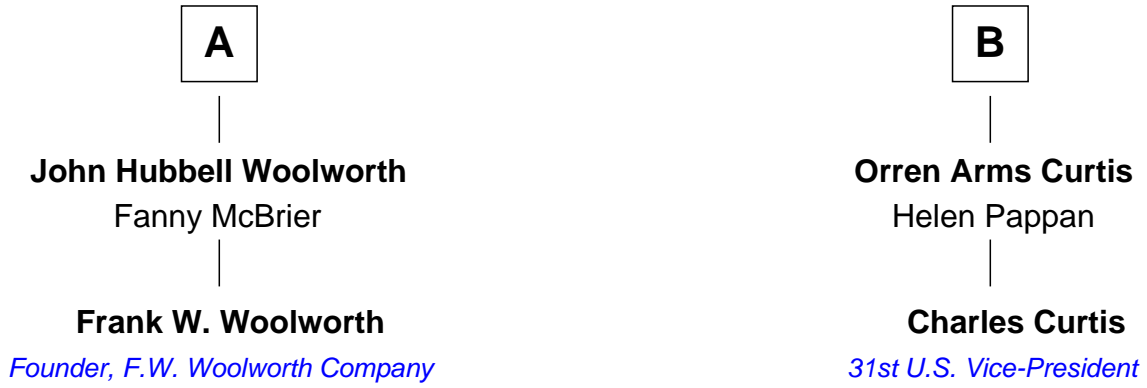 A
B
John Hubbell Woolworth
Orren Arms Curtis
Fanny McBrier
Helen Pappan
Frank W. Woolworth
Charles Curtis
Founder, F.W. Woolworth Company
31st U.S. Vice-President